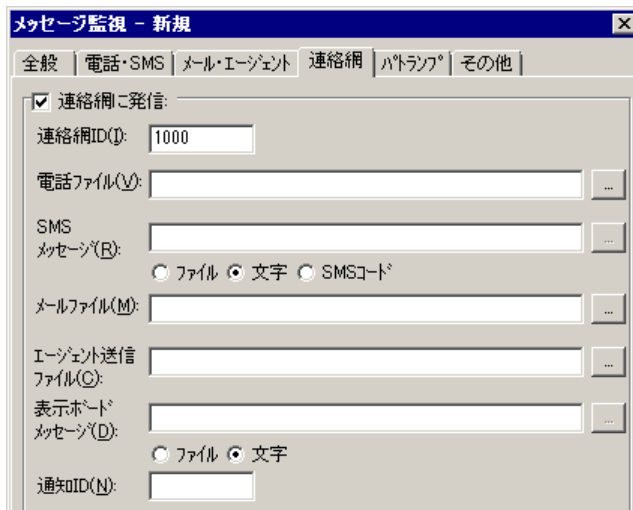 メッセージ監視 - 新規
全般 電話・SMS メール・エージェント 連絡網 パトランプ その他
連絡網に発信:
連絡網ID(I): 1000
電話ファイル(V): ...
SMS
メッセージ(R): ...
ファイル 文字 SMSコード
メールファイル(M): ...
エージェント送信
ファイル(C): ...
表示ボード
メッセージ(D): ...
ファイル 文字
通知ID(N):